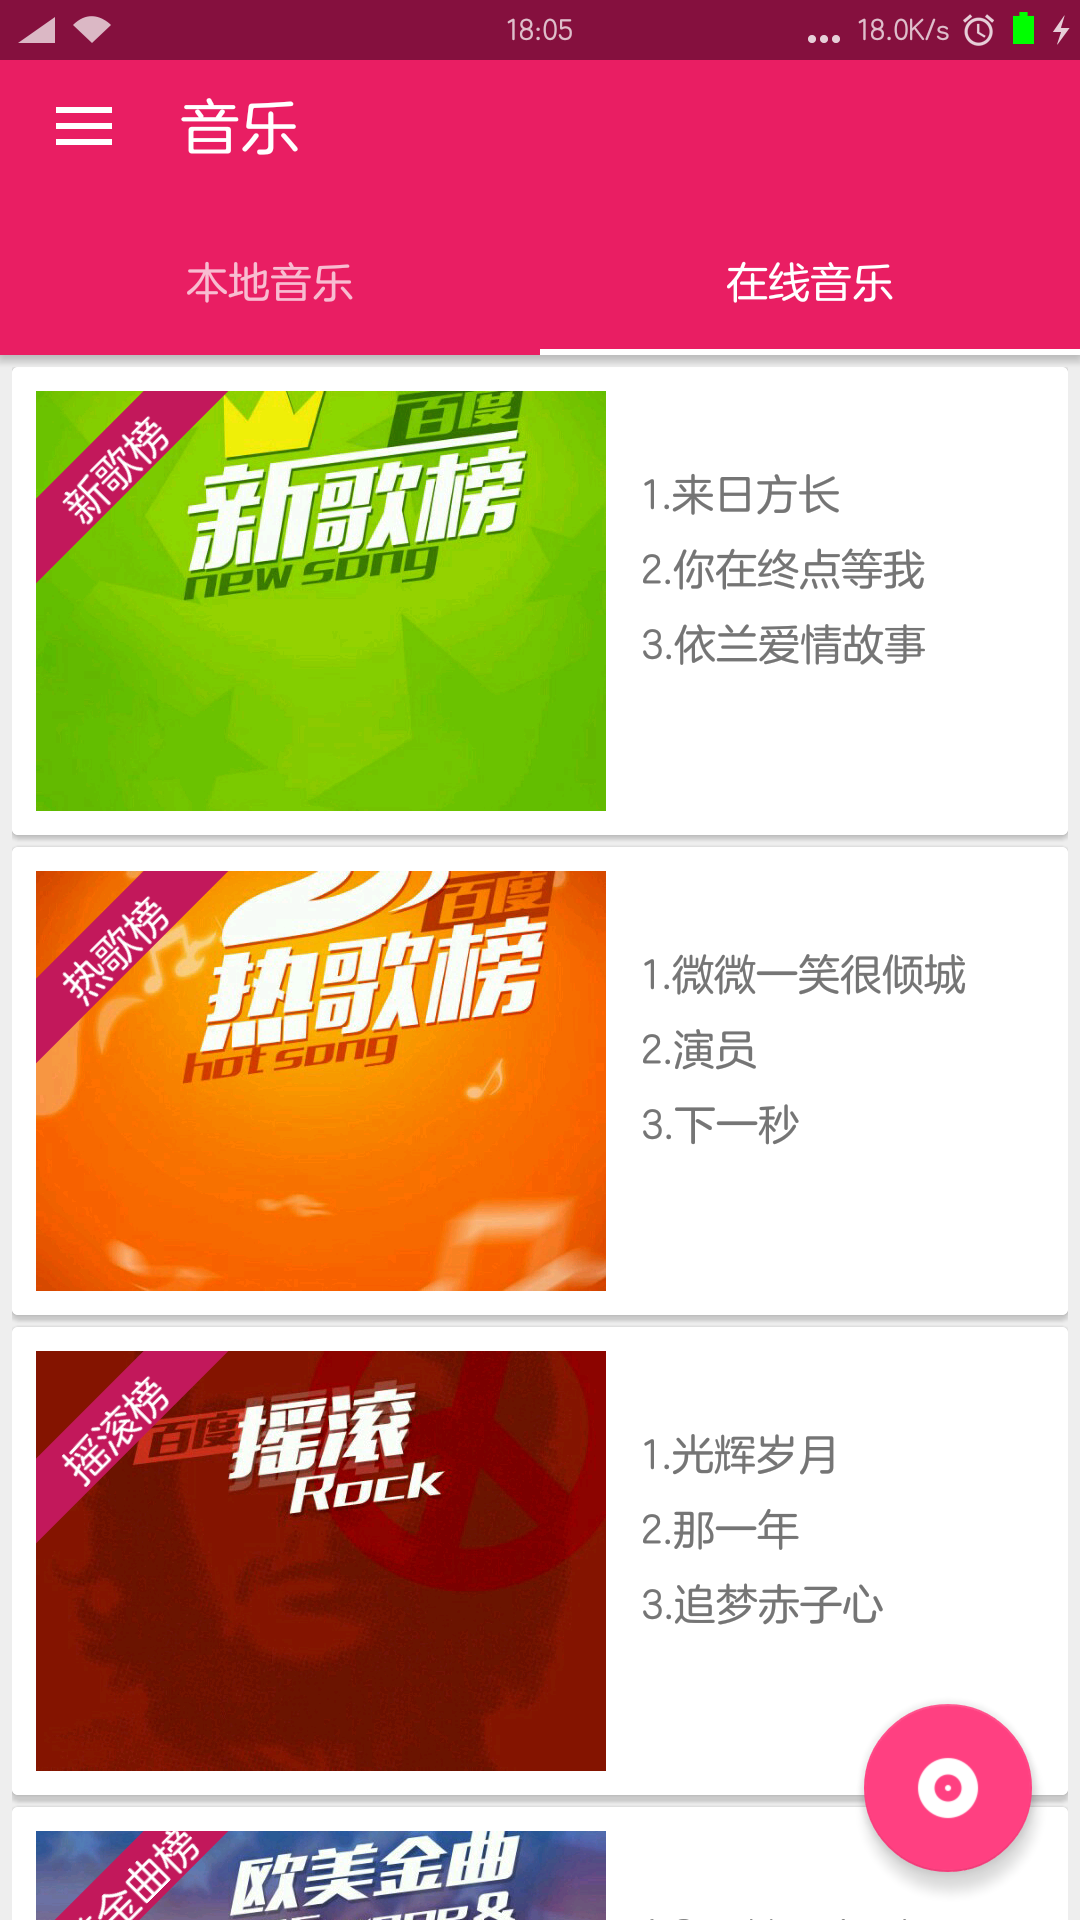 18:05
... 18.0K/s
音乐
本地音乐
在线音乐
新歌榜
百度
新歌榜
new song
1.来日方长
2.你在终点等我
3.依兰爱情故事
热歌榜
百度
热歌榜
hot song
1.微微一笑很倾城
2.演员
3.下一秒
摇滚榜
百度
摇滚
Rock
1.光辉岁月
2.那一年
3.追梦赤子心
金曲榜
欧美金曲